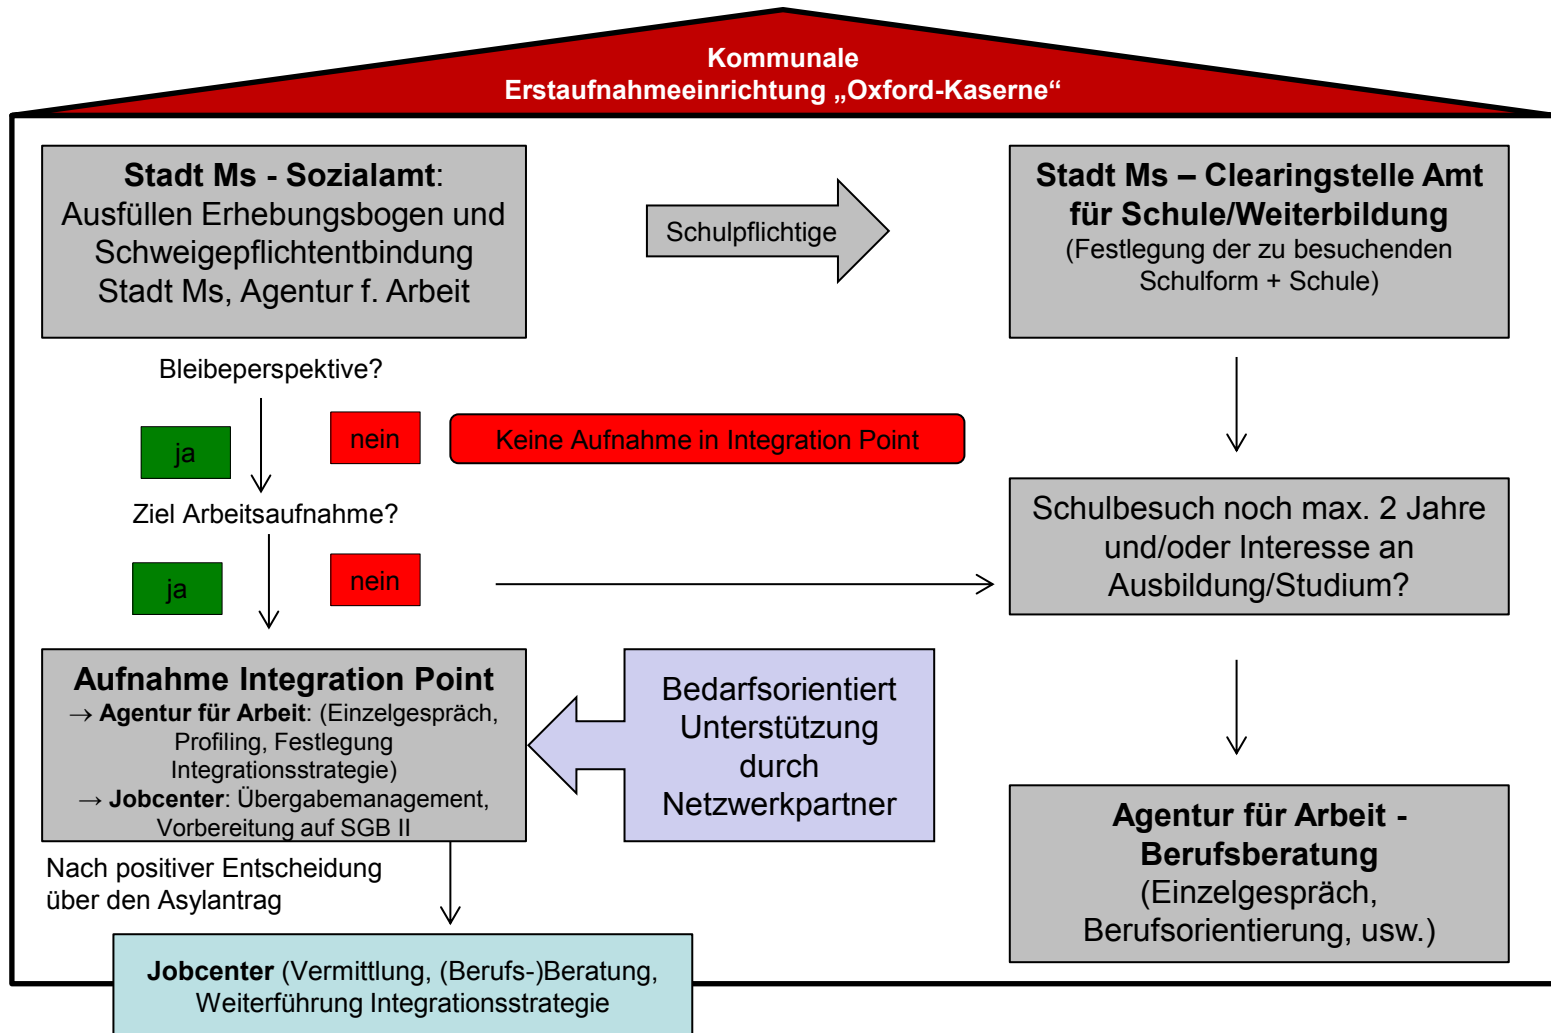 Kommunale
Erstaufnahmeeinrichtung „Oxford-Kaserne“
Stadt Ms - Sozialamt:
Ausfüllen Erhebungsbogen und
Schweigepflichtentbindung
Stadt Ms, Agentur f. Arbeit
Schulpflichtige
Stadt Ms – Clearingstelle Amt
für Schule/Weiterbildung
(Festlegung der zu besuchenden
Schulform + Schule)
Bleibeperspektive?
ja
nein
Keine Aufnahme in Integration Point
Ziel Arbeitsaufnahme?
ja
nein
Schulbesuch noch max. 2 Jahre
und/oder Interesse an
Ausbildung/Studium?
Aufnahme Integration Point
→ Agentur für Arbeit: (Einzelgespräch,
Profiling, Festlegung
Integrationsstrategie)
→ Jobcenter: Übergabemanagement,
Vorbereitung auf SGB II
Bedarfsorientiert
Unterstützung
durch
Netzwerkpartner
Agentur für Arbeit -
Berufsberatung
(Einzelgespräch,
Berufsorientierung, usw.)
Nach positiver Entscheidung
über den Asylantrag
Jobcenter (Vermittlung, (Berufs-)Beratung,
Weiterführung Integrationsstrategie